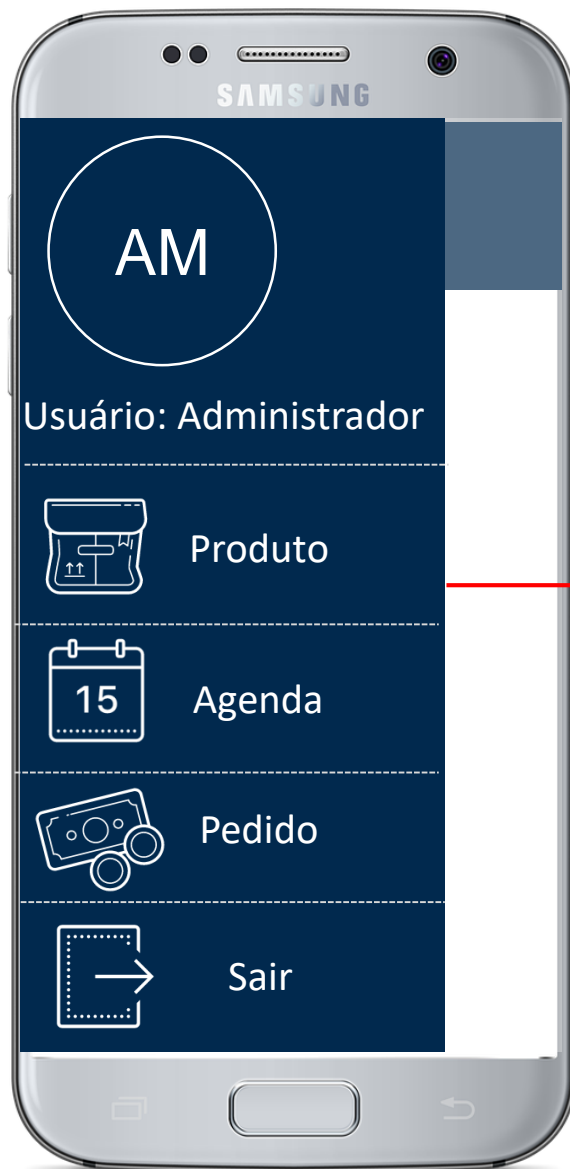 SAMSUNG
AM
Usuário: Administrador
Produto
15
Agenda
Pedido
Sair